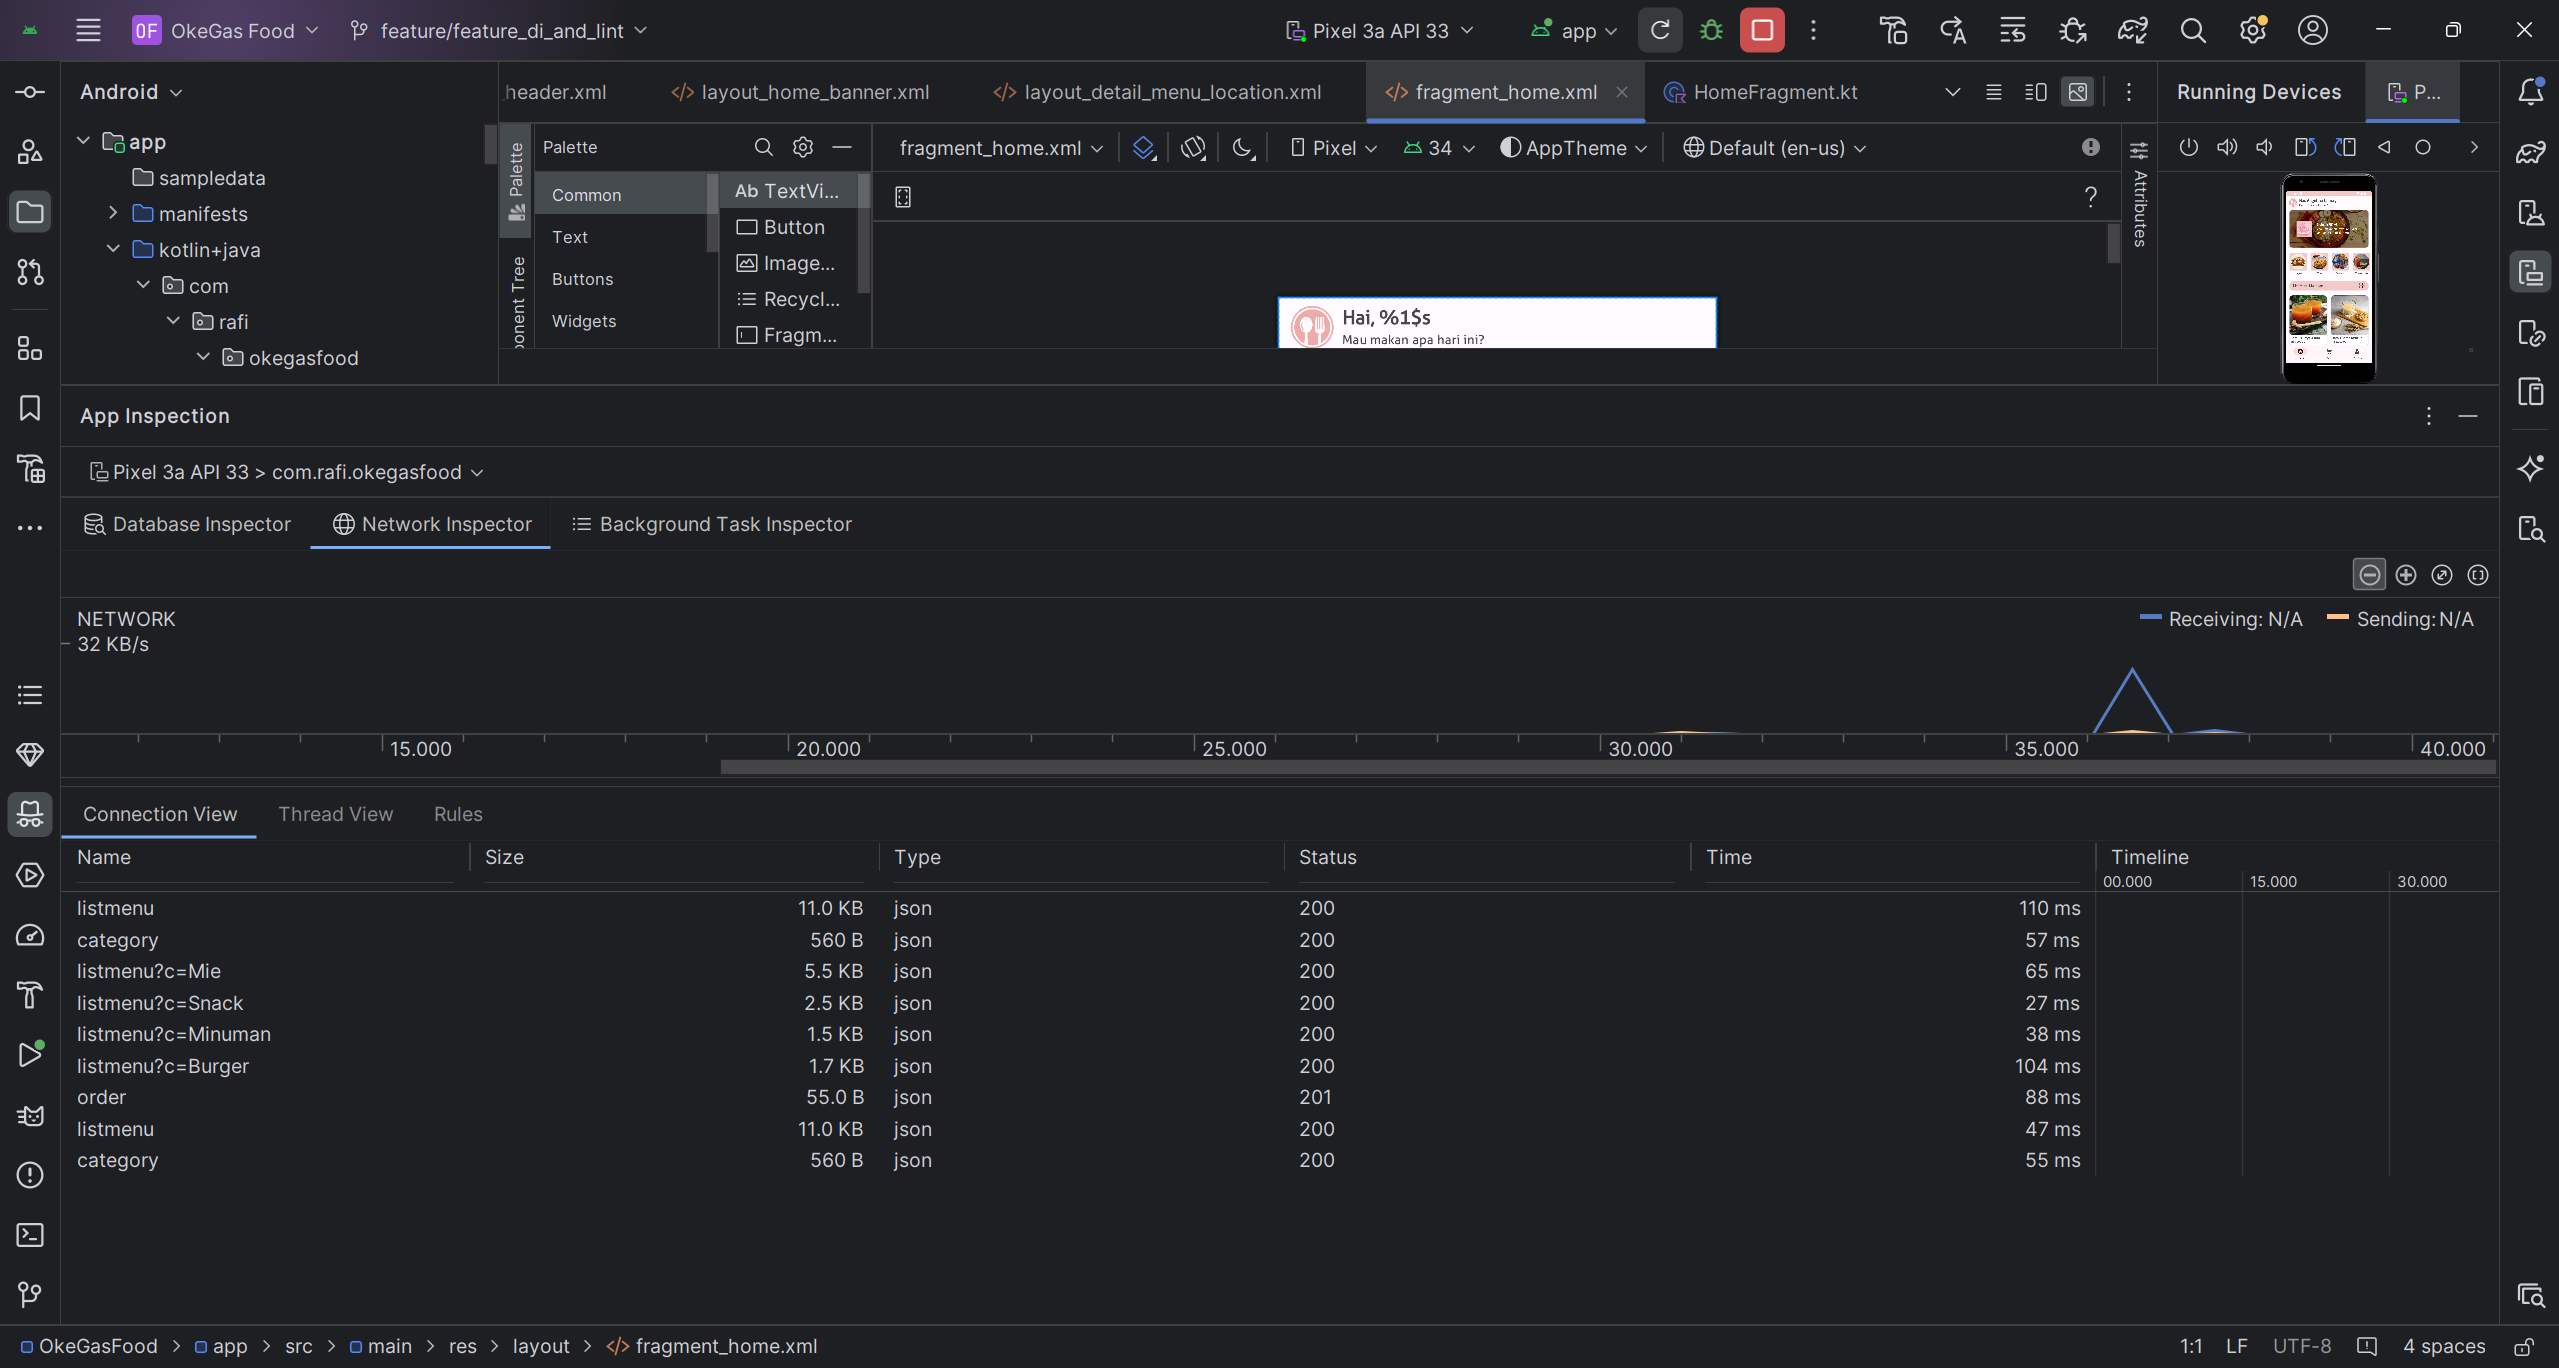 OF OkeGas Food feature/feature_di_and_lint Pixel 3a API 33 app
Android
_header.xml layout_home_banner.xml layout_detail_menu_location.xml fragment_home.xml HomeFragment.kt
Running Devices P...
app
sampledata
manifests
kotlin+java
com
rafi
okegasfood
Palette
onent Tree
Palette
Common
Text
Buttons
Widgets
Ab TextVi...
Button
Image...
Recycl...
Fragm...
fragment_home.xml Pixel 34 AppTheme Default (en-us)
?
Attributes
Hai, %1$s
Mau makan apa hari ini?
App Inspection
Pixel 3a API 33 > com.rafi.okegasfood
Database Inspector Network Inspector Background Task Inspector
NETWORK
32 KB/s
Receiving: N/A Sending: N/A
15.000 20.000 25.000 30.000 35.000 40.000
Connection View Thread View Rules
Name Size Type Status Time Timeline
00.000 15.000 30.000
listmenu 11.0 KB json 200 110 ms
category 560 B json 200 57 ms
listmenu?c=Mie 5.5 KB json 200 65 ms
listmenu?c=Snack 2.5 KB json 200 27 ms
listmenu?c=Minuman 1.5 KB json 200 38 ms
listmenu?c=Burger 1.7 KB json 200 104 ms
order 55.0 B json 201 88 ms
listmenu 11.0 KB json 200 47 ms
category 560 B json 200 55 ms
OkeGasFood > app > src > main > res > layout > fragment_home.xml
1:1 LF UTF-8 4 spaces